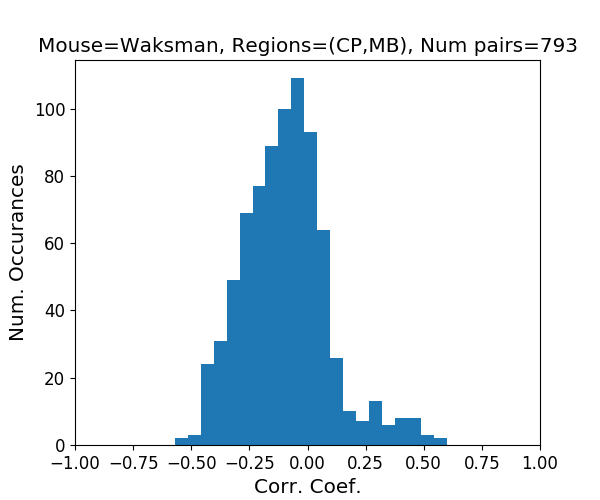 Mouse=Waksman, Regions=(CP,MB), Num pairs=793
Num. Occurances
100
80
60
40
20
0
−1.00 −0.75 −0.50 −0.25 0.00 0.25 0.50 0.75 1.00
Corr. Coef.